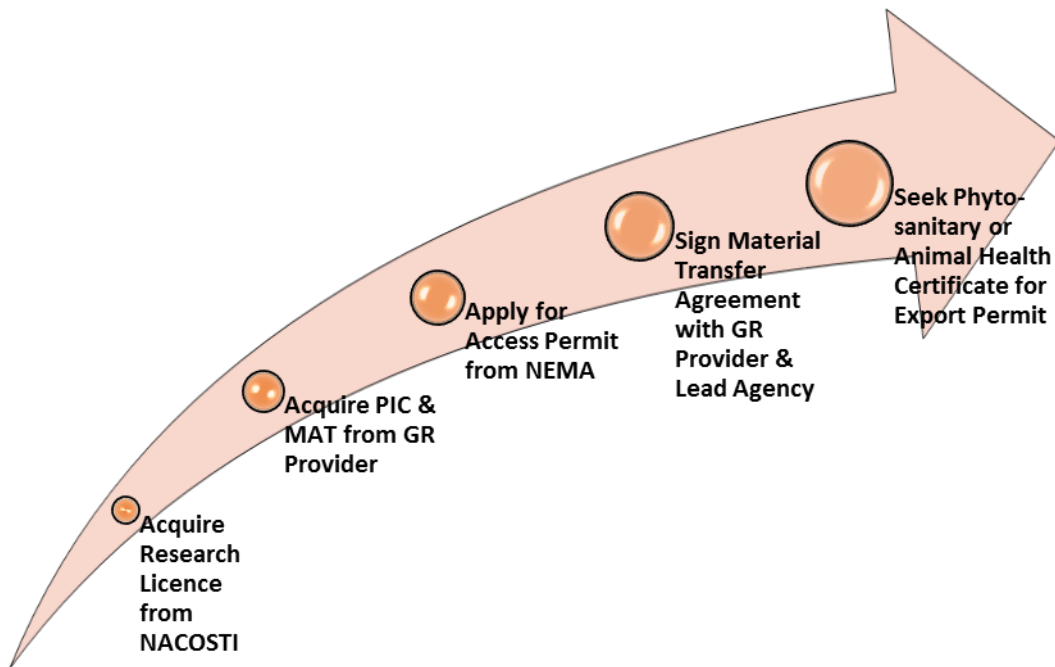 Acquire
Research
Licence
from
NACOSTI
Acquire PIC &
MAT from GR
Provider
Apply for
Access Permit
from NEMA
Sign Material
Transfer
Agreement
with GR
Provider &
Lead Agency
Seek Phyto-
sanitary or
Animal Health
Certificate for
Export Permit